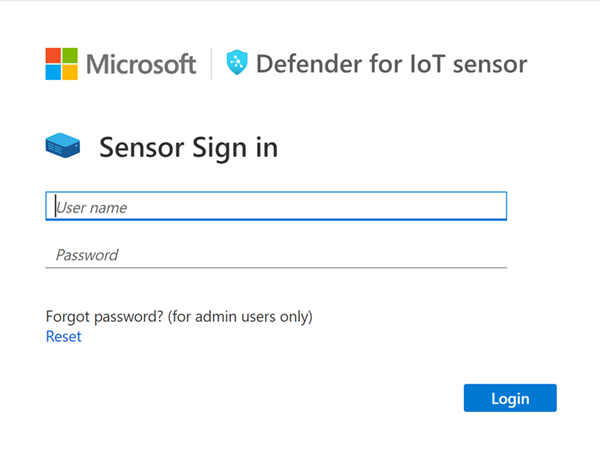 Microsoft Defender for IoT sensor
Sensor Sign in
User name
Password
Forgot password? (for admin users only)
Reset
Login